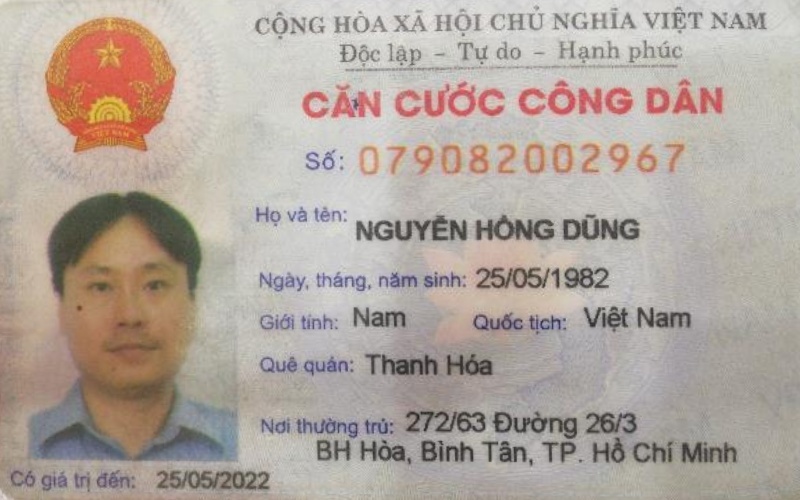 CỘNG HÒA XÃ HỘI CHỦ NGHĨA VIỆT NAM
Độc lập - Tự do - Hạnh phúc
CĂN CƯỚC CÔNG DÂN
VIỆT NAM
Số: 079082002967
Họ và tên: NGUYỄN HỒNG DŨNG
Ngày, tháng, năm sinh: 25/05/1982
Giới tính: Nam Quốc tịch: Việt Nam
Quê quán: Thanh Hóa
Nơi thường trú: 272/63 Đường 26/3
BH Hòa, Bình Tân, TP. Hồ Chí Minh
Có giá trị đến: 25/05/2022